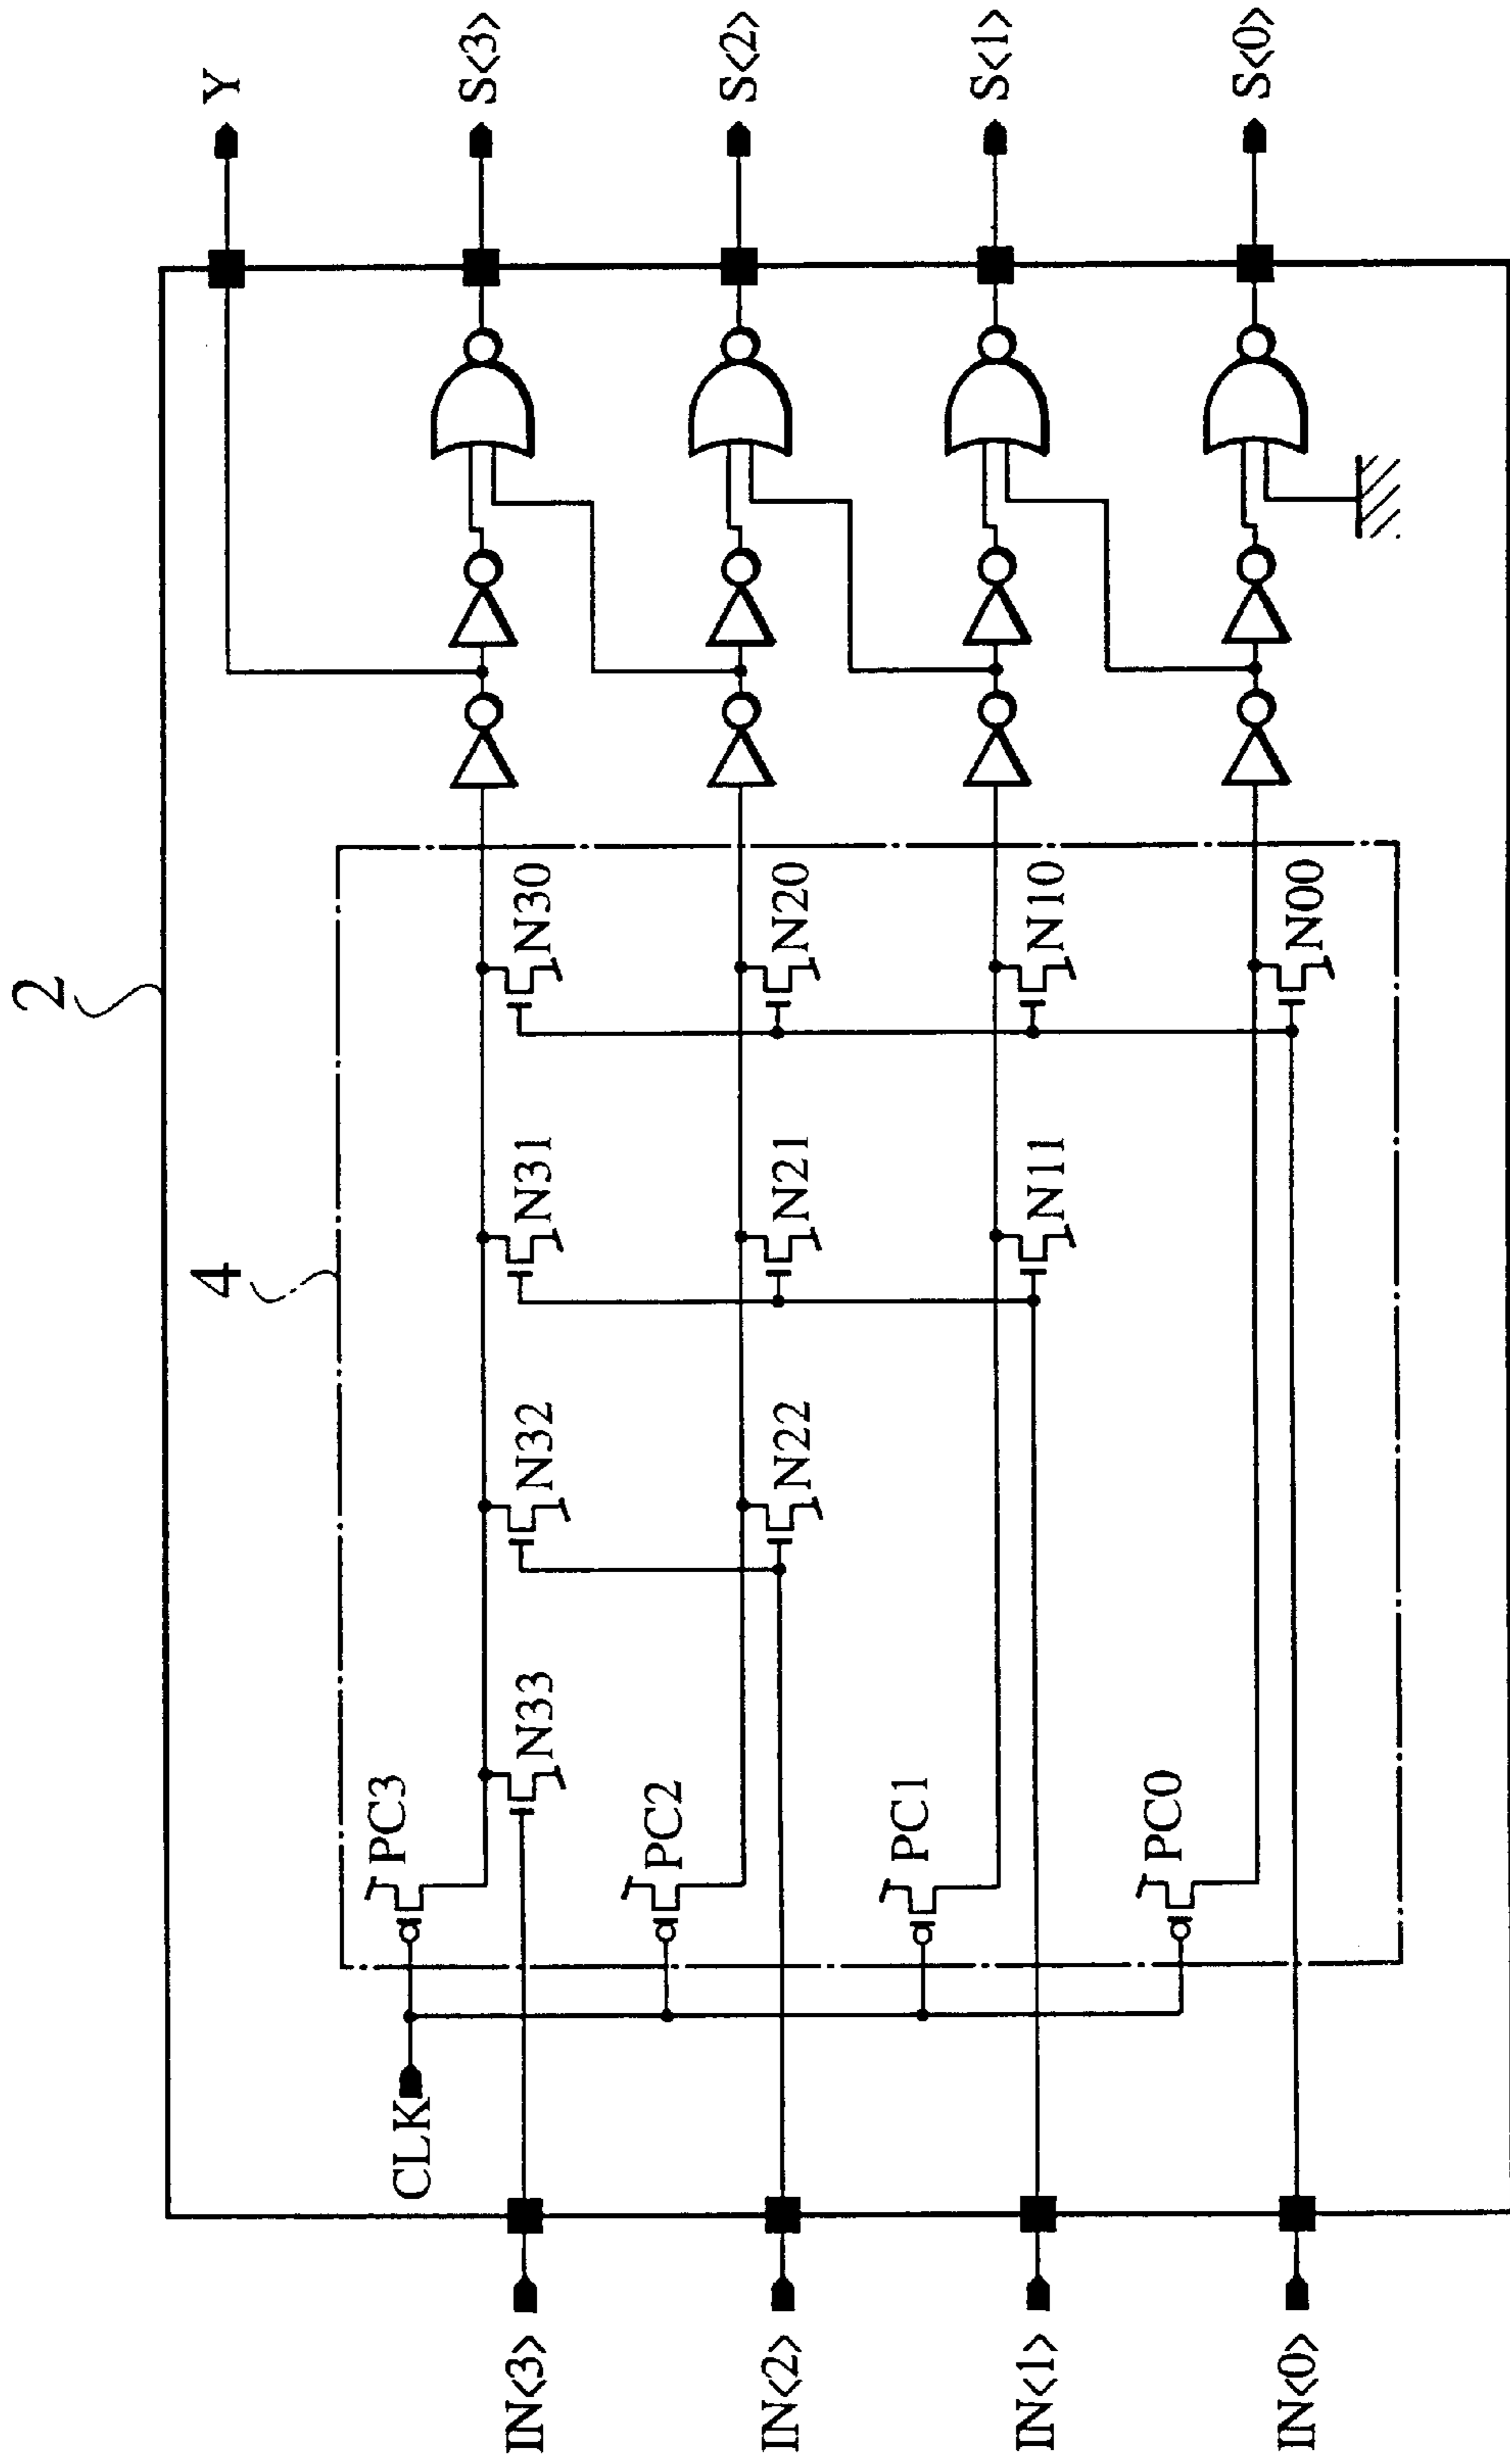 2
4
CLK
IN<3>
IN<2>
IN<1>
IN<0>
PC3
PC2
PC1
PC0
N33
N32
N31
N30
N22
N21
N20
N11
N10
N00
Y
S<3>
S<2>
S<1>
S<0>